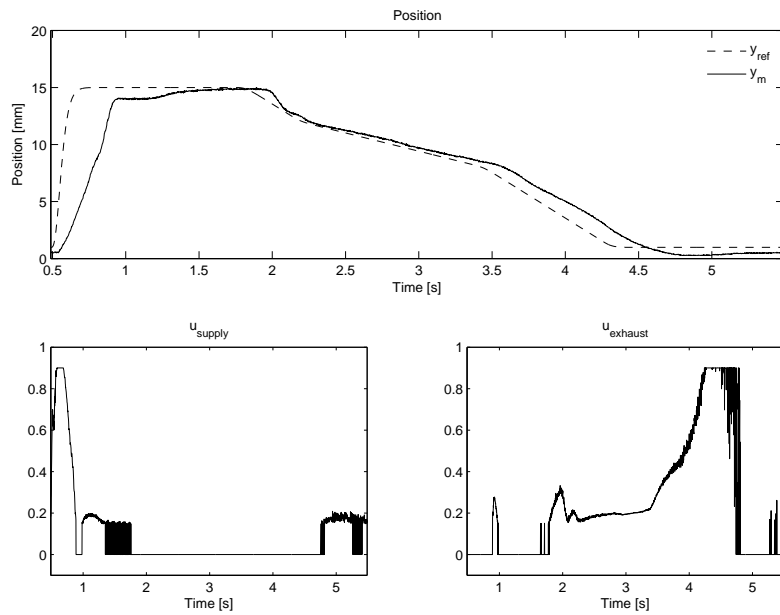 Position
20
15
10
5
0
Position [mm]
y_ref
y_m
0.5 1 1.5 2 2.5 3 3.5 4 4.5 5
Time [s]
u_supply
1
0.8
0.6
0.4
0.2
0
1 2 3 4 5
Time [s]
u_exhaust
1
0.8
0.6
0.4
0.2
0
1 2 3 4 5
Time [s]